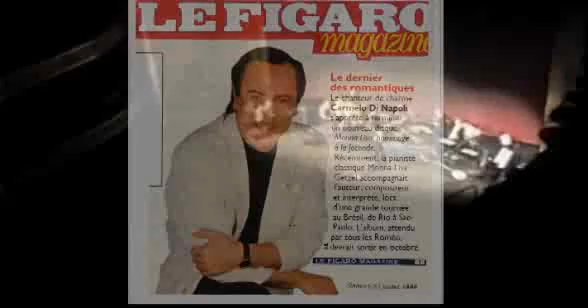 LE FIGARO
magazine
Le dernier
des romantiques
Le chanteur de charme
Carmelo Di Napoli
s'apprête à terminer
un nouveau disque,
hommage
à la Joconde.
Récemment, la pianiste
classique Monna Lisa
Getzel accompagnait
l'auteur, compositeur
et interprète, lors
d'une grande tournée
au Brésil, de Rio à Sao-
Paulo. L'album, attendu
par tous les Roméo,
devrait sortir en octobre.
LE FIGARO MAGAZINE